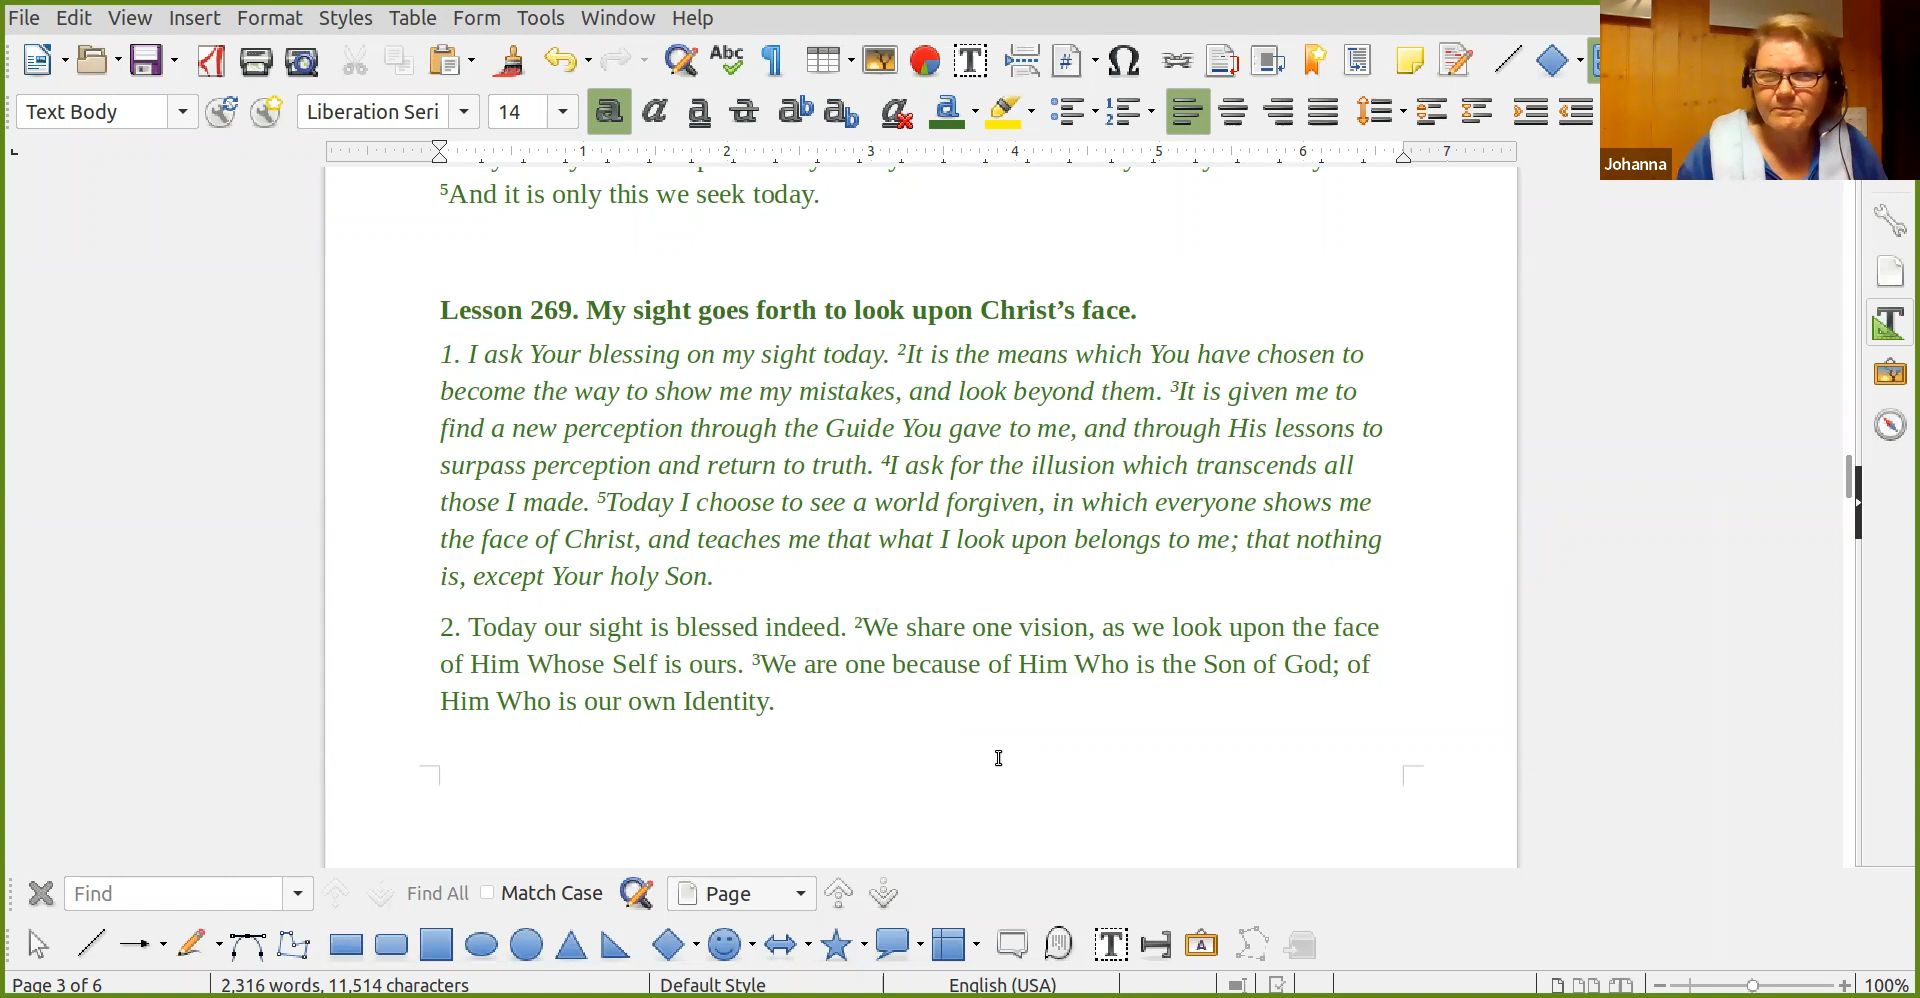 File Edit View Insert Format Styles Table Form Tools Window Help
Abc
Text Body Liberation Seri 14
Johanna
1 2 3 4 5 6 7
⁵And it is only this we seek today.
Lesson 269. My sight goes forth to look upon Christ’s face.
1. I ask Your blessing on my sight today. ²It is the means which You have chosen to
become the way to show me my mistakes, and look beyond them. ³It is given me to
find a new perception through the Guide You gave to me, and through His lessons to
surpass perception and return to truth. ⁴I ask for the illusion which transcends all
those I made. ⁵Today I choose to see a world forgiven, in which everyone shows me
the face of Christ, and teaches me that what I look upon belongs to me; that nothing
is, except Your holy Son.
2. Today our sight is blessed indeed. ²We share one vision, as we look upon the face
of Him Whose Self is ours. ³We are one because of Him Who is the Son of God; of
Him Who is our own Identity.
Find Find All Match Case Page
Page 3 of 6 2,316 words, 11,514 characters Default Style English (USA) 100%